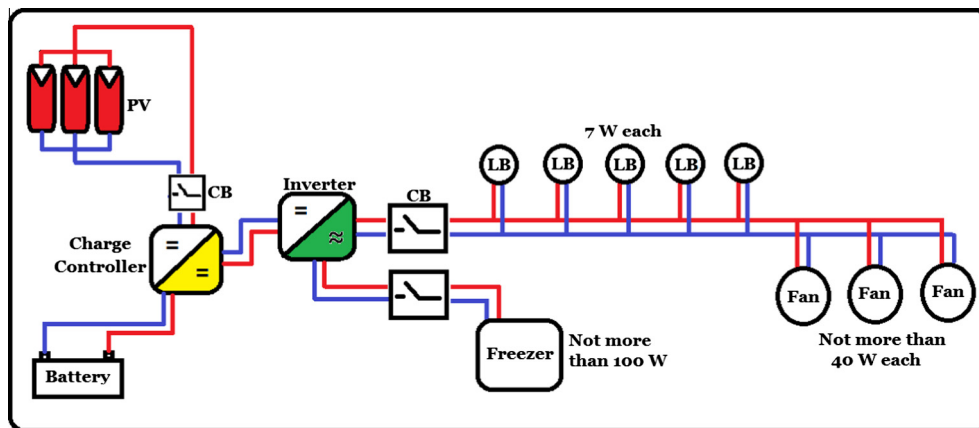 PV
CB
Charge
Controller
=
=
Battery
Inverter
=
≈
CB
7 W each
LB
LB
LB
LB
LB
Fan
Fan
Fan
Not more than
40 W each
Freezer
Not more
than 100 W